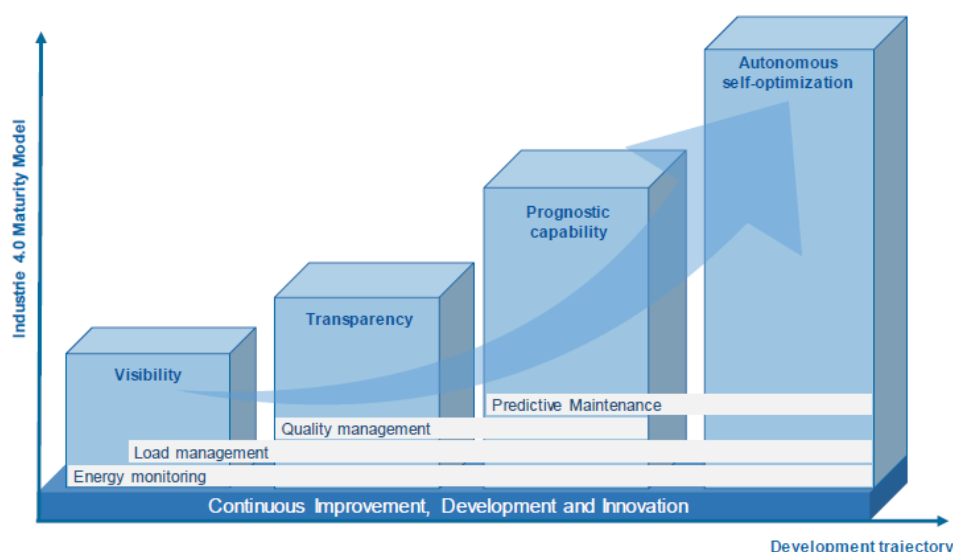 Industrie 4.0 Maturity Model
Autonomous
self-optimization
Prognostic
capability
Transparency
Visibility
Predictive Maintenance
Quality management
Load management
Energy monitoring
Continuous Improvement, Development and Innovation
Development trajectory